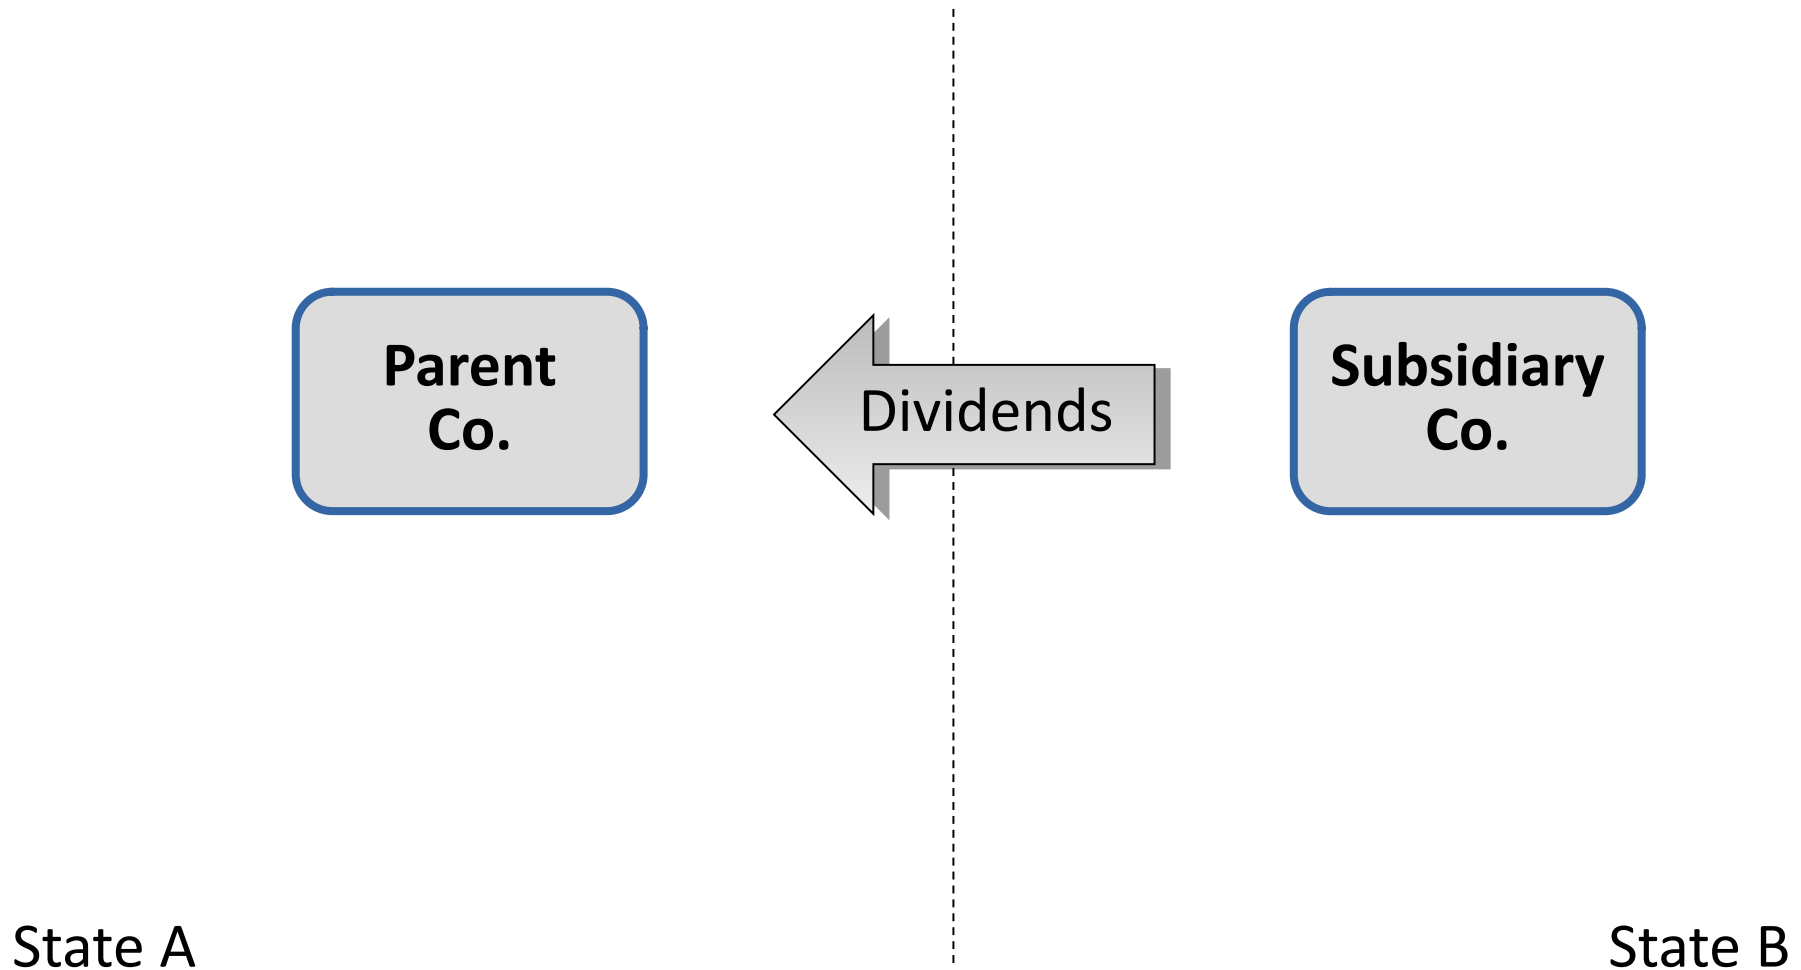 Parent
Co.
Dividends
Subsidiary
Co.
State A
State B